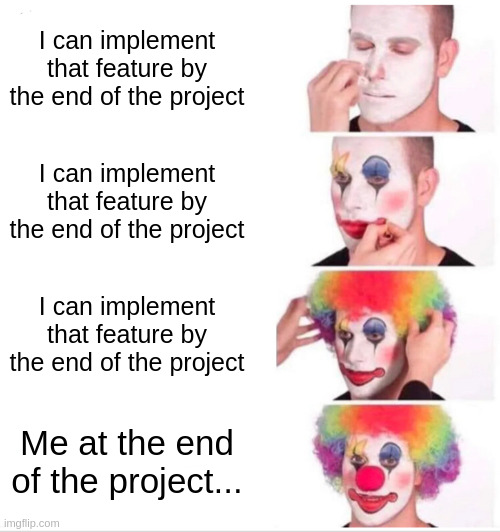 I can implement
that feature by
the end of the project
I can implement
that feature by
the end of the project
I can implement
that feature by
the end of the project
Me at the end
of the project...
imgflip.com